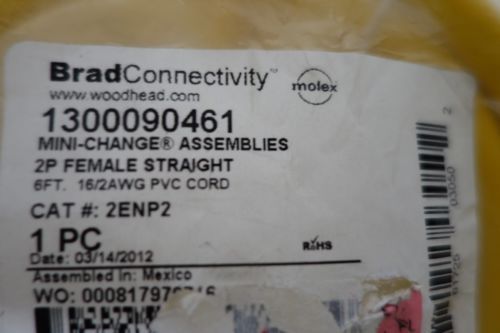 BradConnectivity™
molex
www.woodhead.com
1300090461
MINI-CHANGE® ASSEMBLIES
2P FEMALE STRAIGHT
6FT. 16/2AWG PVC CORD
CAT #: 2ENP2
1 PC
RoHS
Date: 03/14/2012
Assembled in: Mexico
WO: